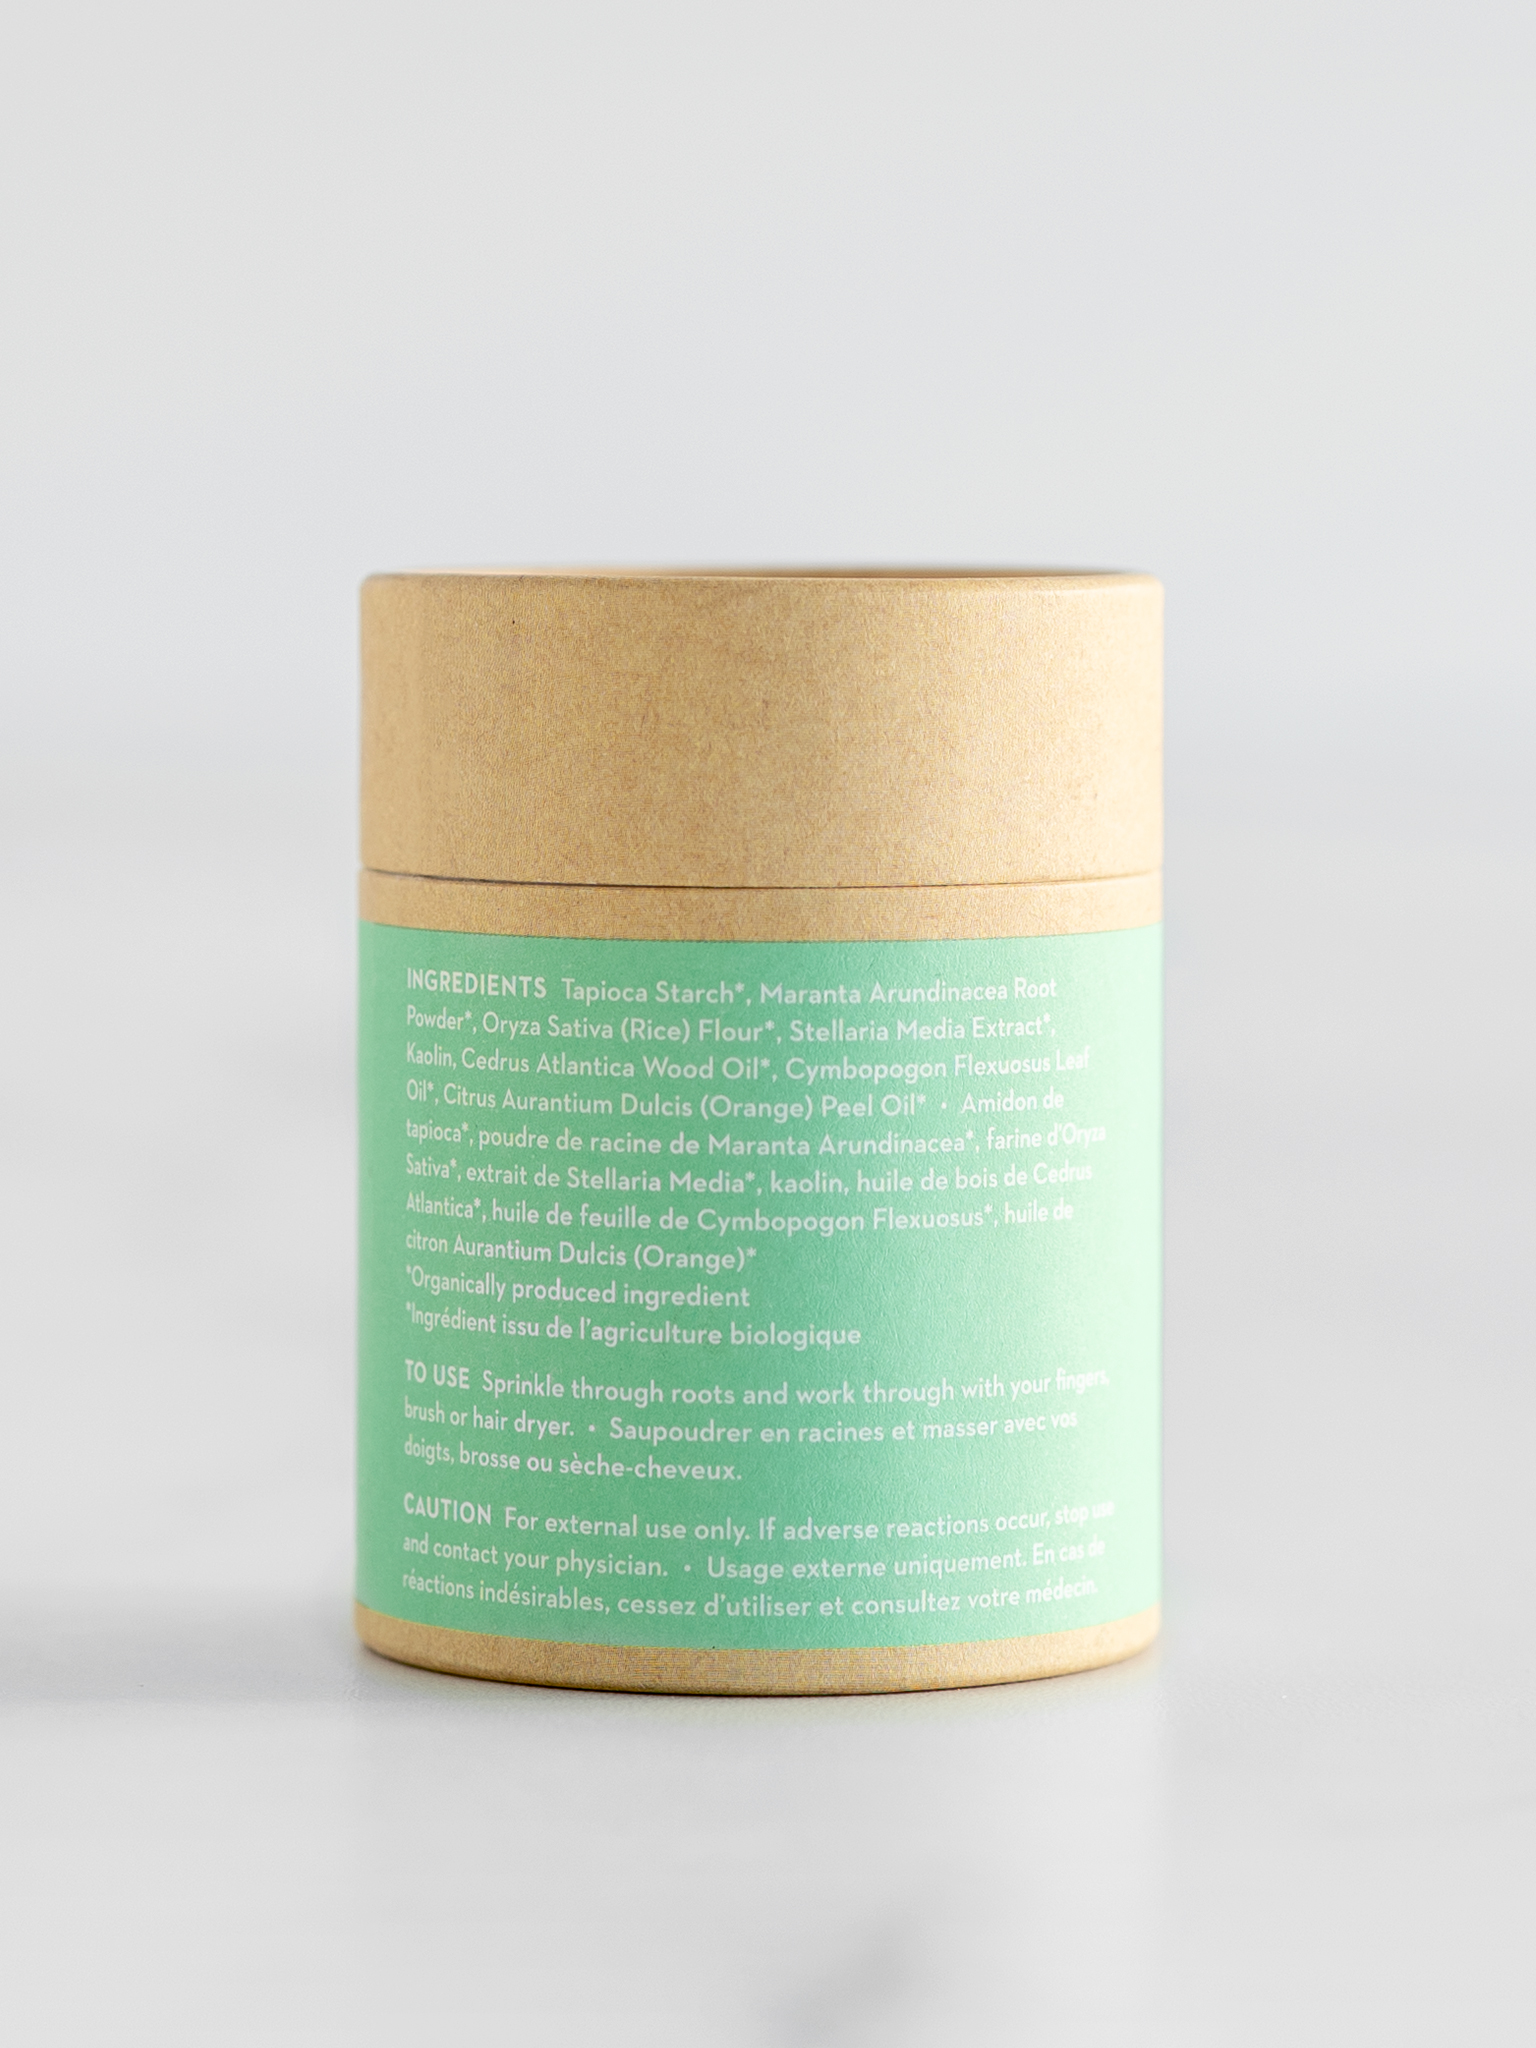 INGREDIENTS Tapioca Starch*, Maranta Arundinacea Root
Powder*, Oryza Sativa (Rice) Flour*, Stellaria Media Extract*,
Kaolin, Cedrus Atlantica Wood Oil*, Cymbopogon Flexuosus Leaf
Oil*, Citrus Aurantium Dulcis (Orange) Peel Oil* • Amidon de
tapioca*, poudre de racine de Maranta Arundinacea*, farine d'Oryza
Sativa*, extrait de Stellaria Media*, kaolin, huile de bois de Cedrus
Atlantica*, huile de feuille de Cymbopogon Flexuosus*, huile de
citron Aurantium Dulcis (Orange)*
*Organically produced ingredient
*Ingrédient issu de l'agriculture biologique
TO USE Sprinkle through roots and work through with your fingers,
brush or hair dryer. • Saupoudrer en racines et masser avec vos
doigts, brosse ou sèche-cheveux.
CAUTION For external use only. If adverse reactions occur, stop use
and contact your physician. • Usage externe uniquement. En cas de
réactions indésirables, cessez d'utiliser et consultez votre médecin.